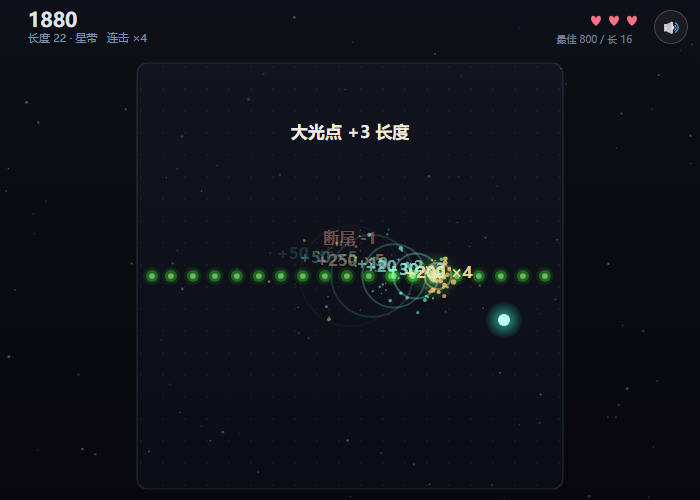 1880
长度 22 · 星带 连击 ×4
最佳 800 / 长 16
大光点 +3 长度
断尾 -1
+200 ×4